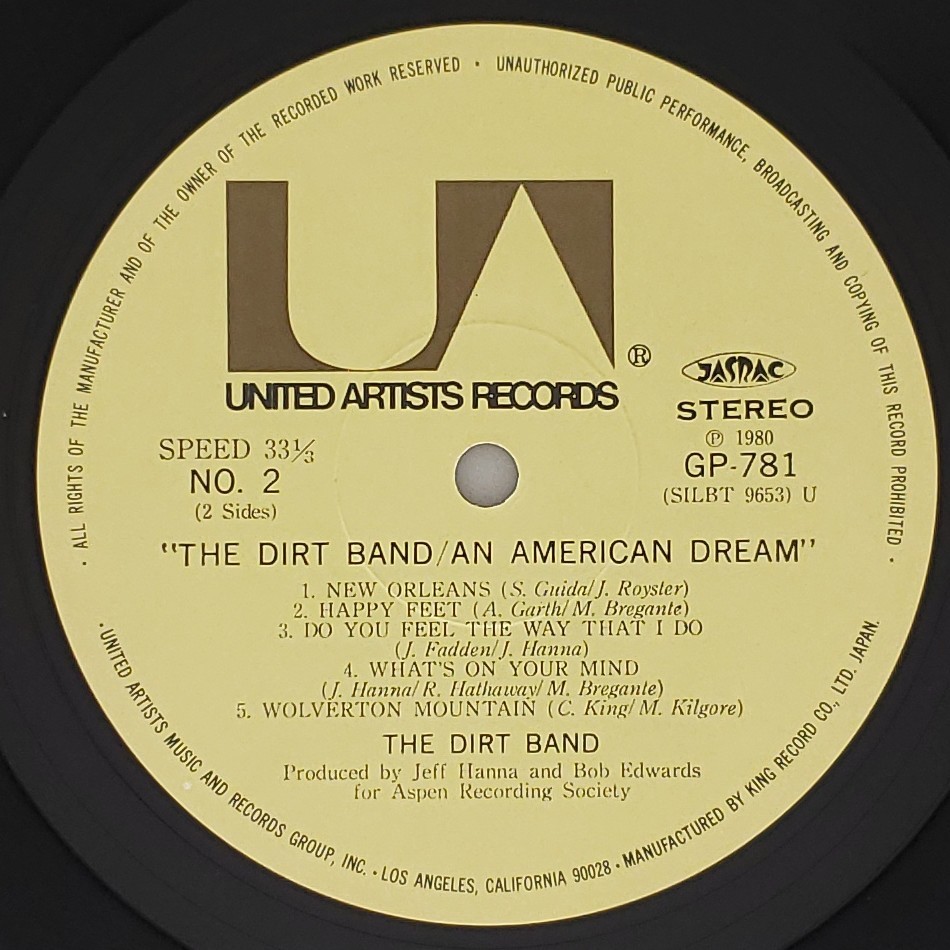 ALL RIGHTS OF THE MANUFACTURER AND OF THE OWNER OF THE RECORDED WORK RESERVED · UNAUTHORIZED PUBLIC PERFORMANCE, BROADCASTING AND COPYING OF THIS RECORD PROHIBITED ·
UA
®
UNITED ARTISTS RECORDS
JASRAC
STEREO
℗ 1980
GP-781
(SILBT 9653) U
SPEED 33⅓
NO. 2
(2 Sides)
"THE DIRT BAND/AN AMERICAN DREAM"
1. NEW ORLEANS (S. Guida/J. Royster)
2. HAPPY FEET (A. Garth/M. Bregante)
3. DO YOU FEEL THE WAY THAT I DO
(J. Fadden/J. Hanna)
4. WHAT'S ON YOUR MIND
(J. Hanna/R. Hathaway/M. Bregante)
5. WOLVERTON MOUNTAIN (C. King/M. Kilgore)
THE DIRT BAND
Produced by Jeff Hanna and Bob Edwards
for Aspen Recording Society
· UNITED ARTISTS MUSIC AND RECORDS GROUP, INC. · LOS ANGELES, CALIFORNIA 90028 · MANUFACTURED BY KING RECORD CO., LTD. JAPAN.